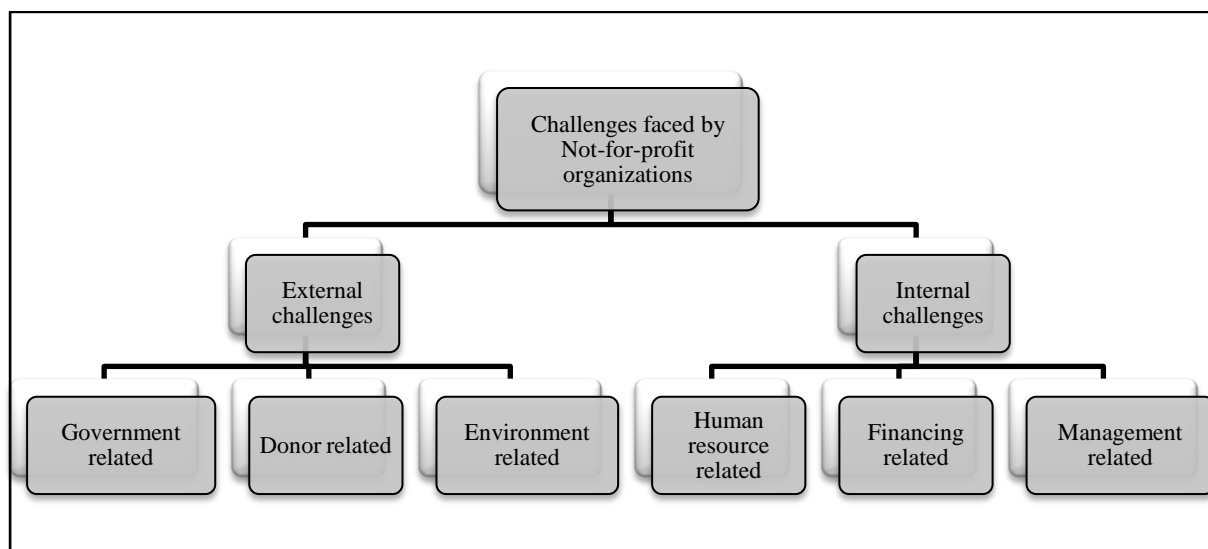 Challenges faced by
Not-for-profit
organizations
External
challenges
Internal
challenges
Government
related
Donor related
Environment
related
Human
resource
related
Financing
related
Management
related